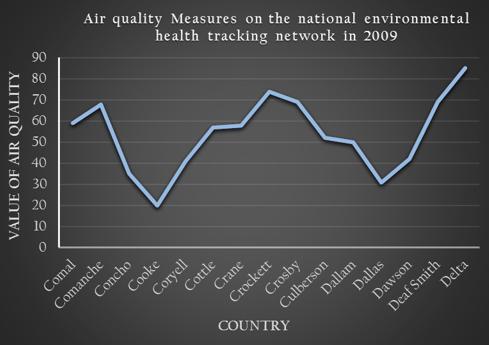 Air quality Measures on the national environmental
health tracking network in 2009
VALUE OF AIR QUALITY
90
80
70
60
50
40
30
20
10
0
Comal
Comanche
Concho
Cooke
Coryell
Cottle
Crane
Crockett
Crosby
Culberson
Dallam
Dallas
Dawson
Deaf Smith
Delta
COUNTRY